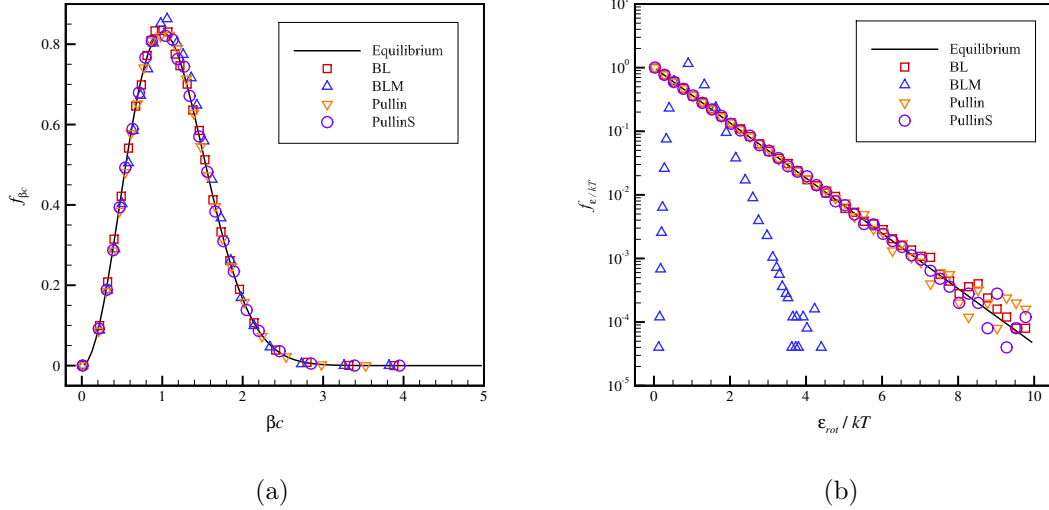 0.8
0.6
0.4
0.2
0
0
1
2
3
4
5
f_βc
βc
Equilibrium
BL
BLM
Pullin
PullinS
(a)
10^1
10^0
10^-1
10^-2
10^-3
10^-4
10^-5
0
2
4
6
8
10
f_ε/kT
ε_rot / kT
Equilibrium
BL
BLM
Pullin
PullinS
(b)